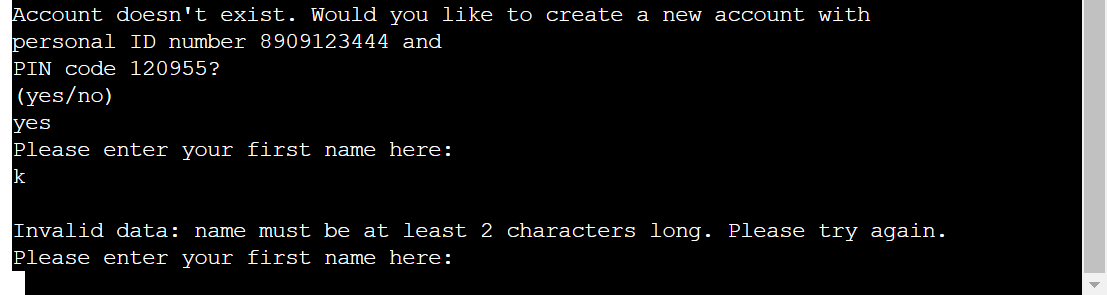 Account doesn't exist. Would you like to create a new account with
personal ID number 8909123444 and
PIN code 120955?
(yes/no)
yes
Please enter your first name here:
k
Invalid data: name must be at least 2 characters long. Please try again.
Please enter your first name here: